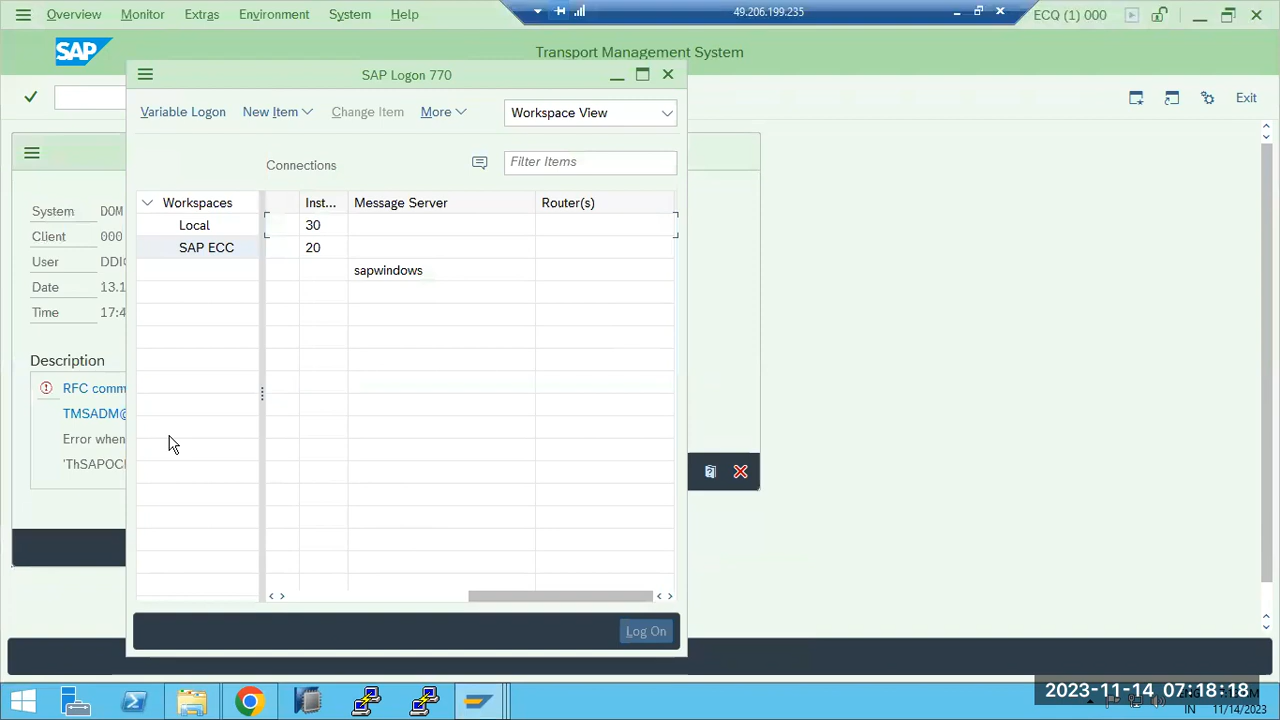 Overview Monitor Extras Environment System Help
49.206.199.235
ECQ (1) 000
SAP
Transport Management System
SAP Logon 770
Exit
Variable Logon New Item Change Item More Workspace View
Connections Filter Items
Workspaces Inst... Message Server Router(s)
Local 30
SAP ECC 20
sapwindows
System DOM
Client 000
User DDIC
Date 13.1
Time 17:4
Description
RFC comm
TMSADM@
Error when
'ThSAPOC
Log On
2023-11-14 07:18:18
IN 11/14/2023